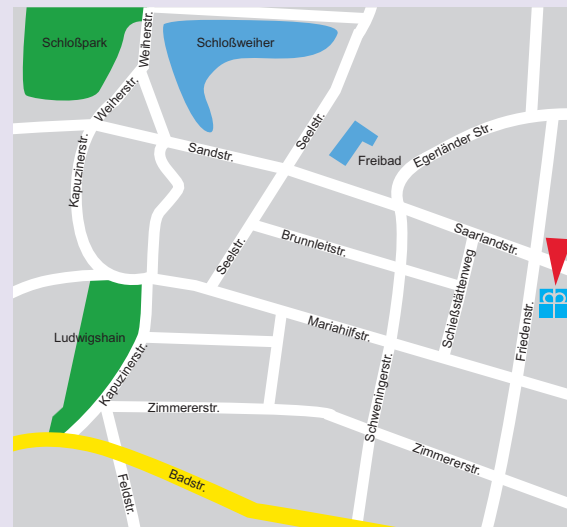 Weiherstr.
Schloßpark
Schloßweiher
Weiherstr.
Seelstr.
Egerländer Str.
Sandstr.
Freibad
Kapuzinerstr.
Saarlandstr.
Brunnleitstr.
Seelstr.
Schießstättenweg
Mariahilfstr.
Friedenstr.
Ludwigshain
Kapuzinerstr.
Schweningerstr.
Zimmererstr.
Zimmererstr.
Badstr.
Feldstr.